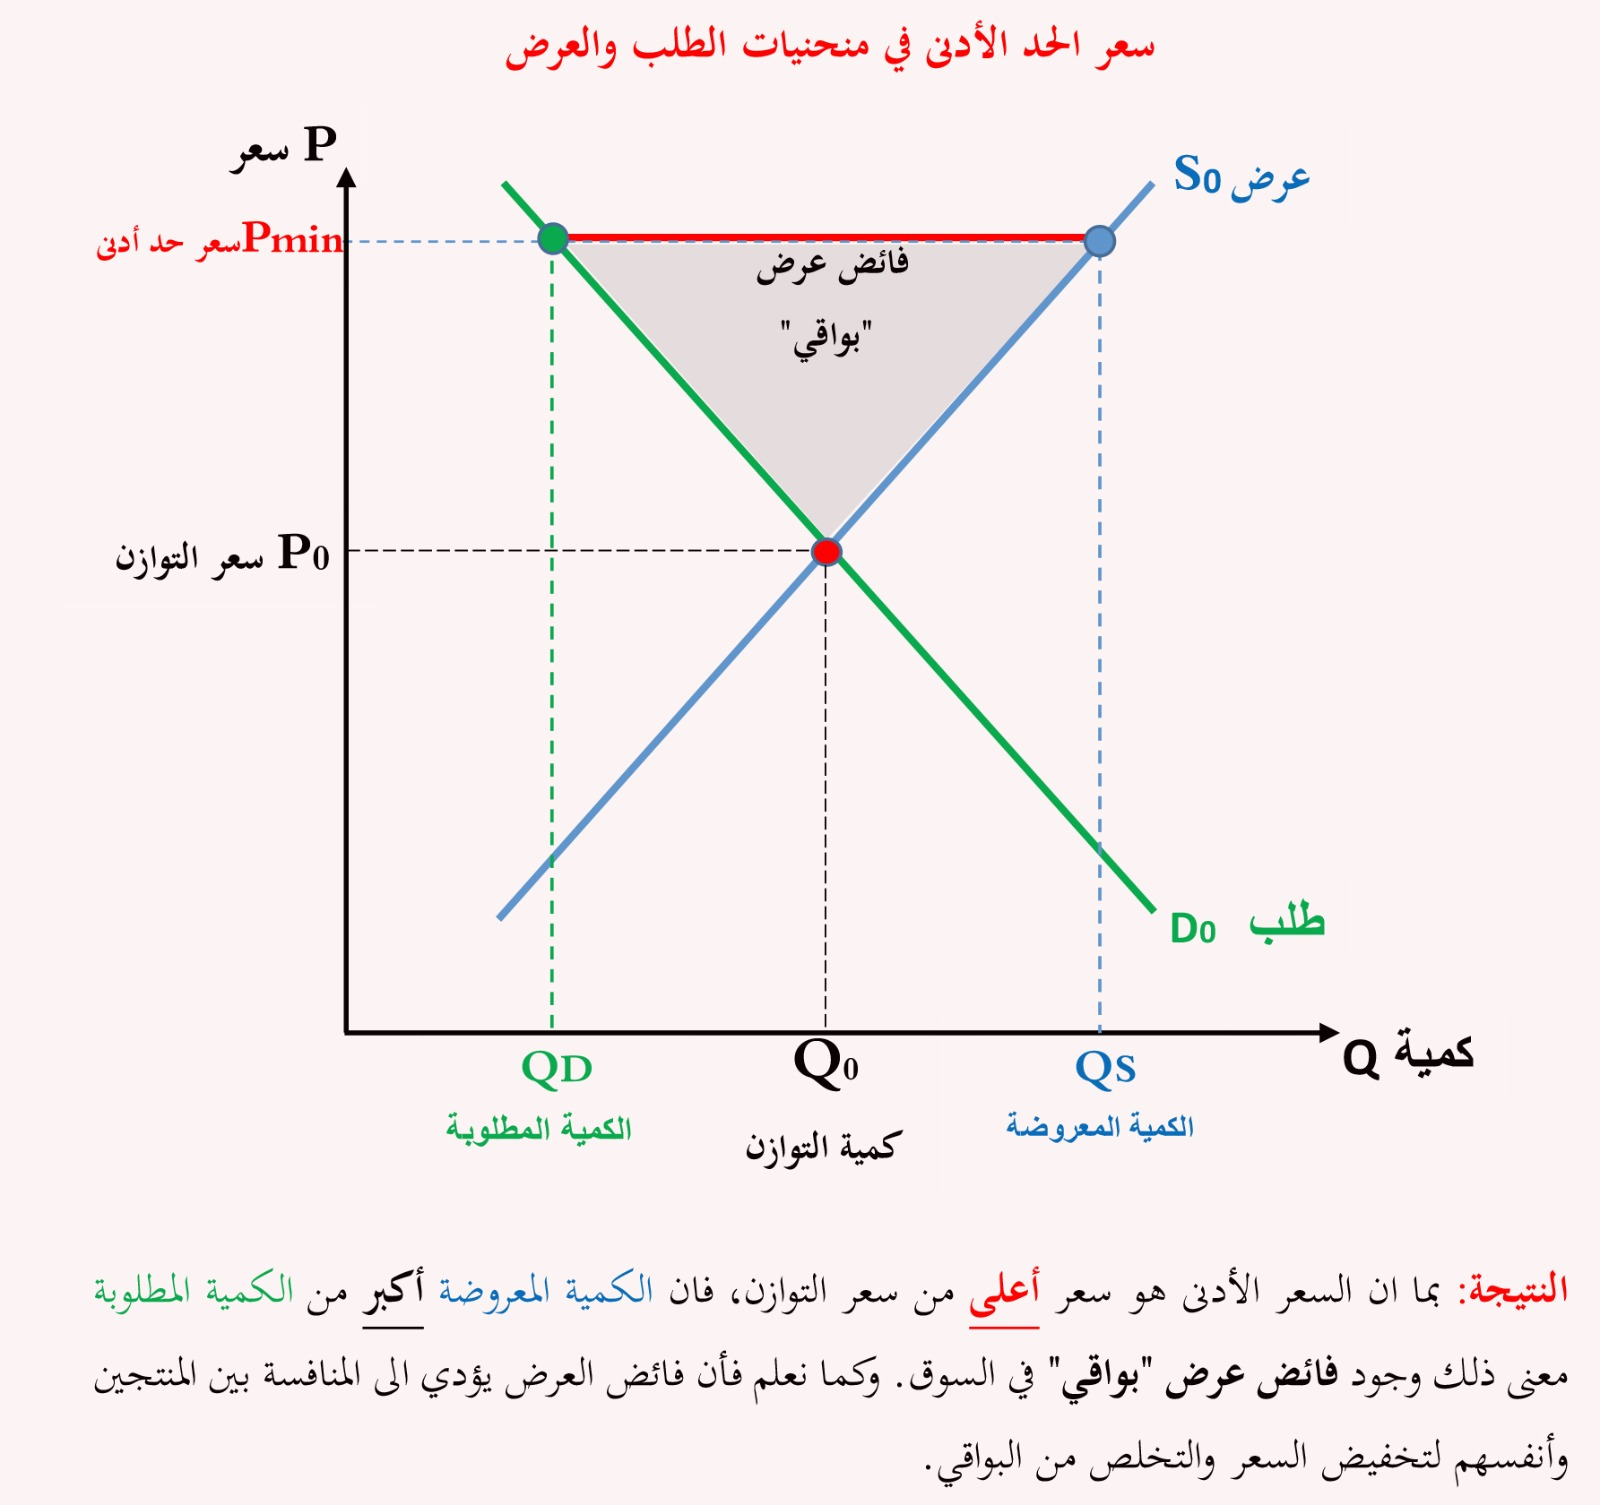 سعر الحد الأدنى في منحنيات الطلب والعرض
سعر P
عرض S0
سعر حد أدنى Pmin
فائض عرض
"بواقي"
سعر التوازن P0
طلب D0
كمية Q
QD
Q0
QS
الكمية المطلوبة
كمية التوازن
الكمية المعروضة
النتيجة: بما ان السعر الأدنى هو سعر أعلى من سعر التوازن، فان الكمية المعروضة أكبر من الكمية المطلوبة
معنى ذلك وجود فائض عرض "بواقي" في السوق. وكما نعلم فأن فائض العرض يؤدي الى المنافسة بين المنتجين
وأنفسهم لتخفيض السعر والتخلص من البواقي.